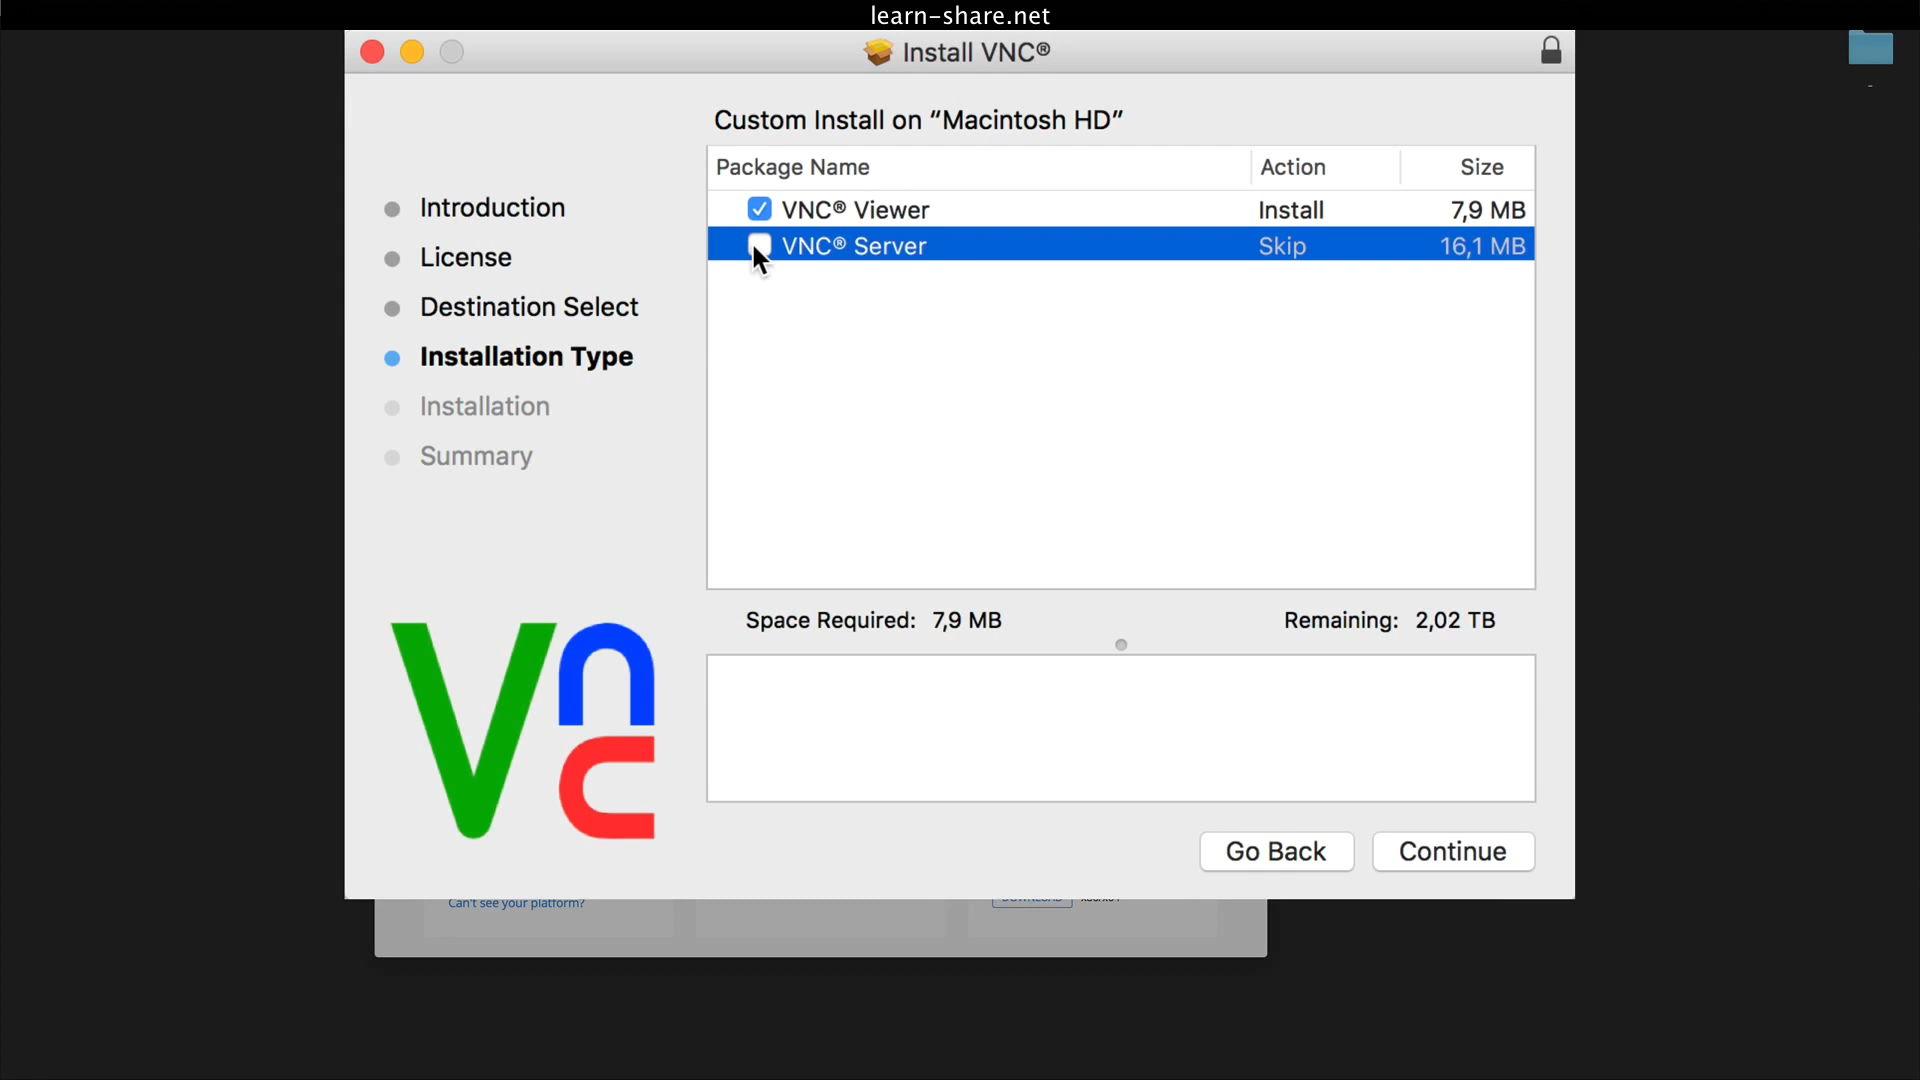 learn-share.net
Install VNC®
Custom Install on “Macintosh HD”
Package Name Action Size
VNC® Viewer Install 7,9 MB
VNC® Server Skip 16,1 MB
Introduction
License
Destination Select
Installation Type
Installation
Summary
Space Required: 7,9 MB Remaining: 2,02 TB
Vnc
Go Back Continue
Can't see your platform?